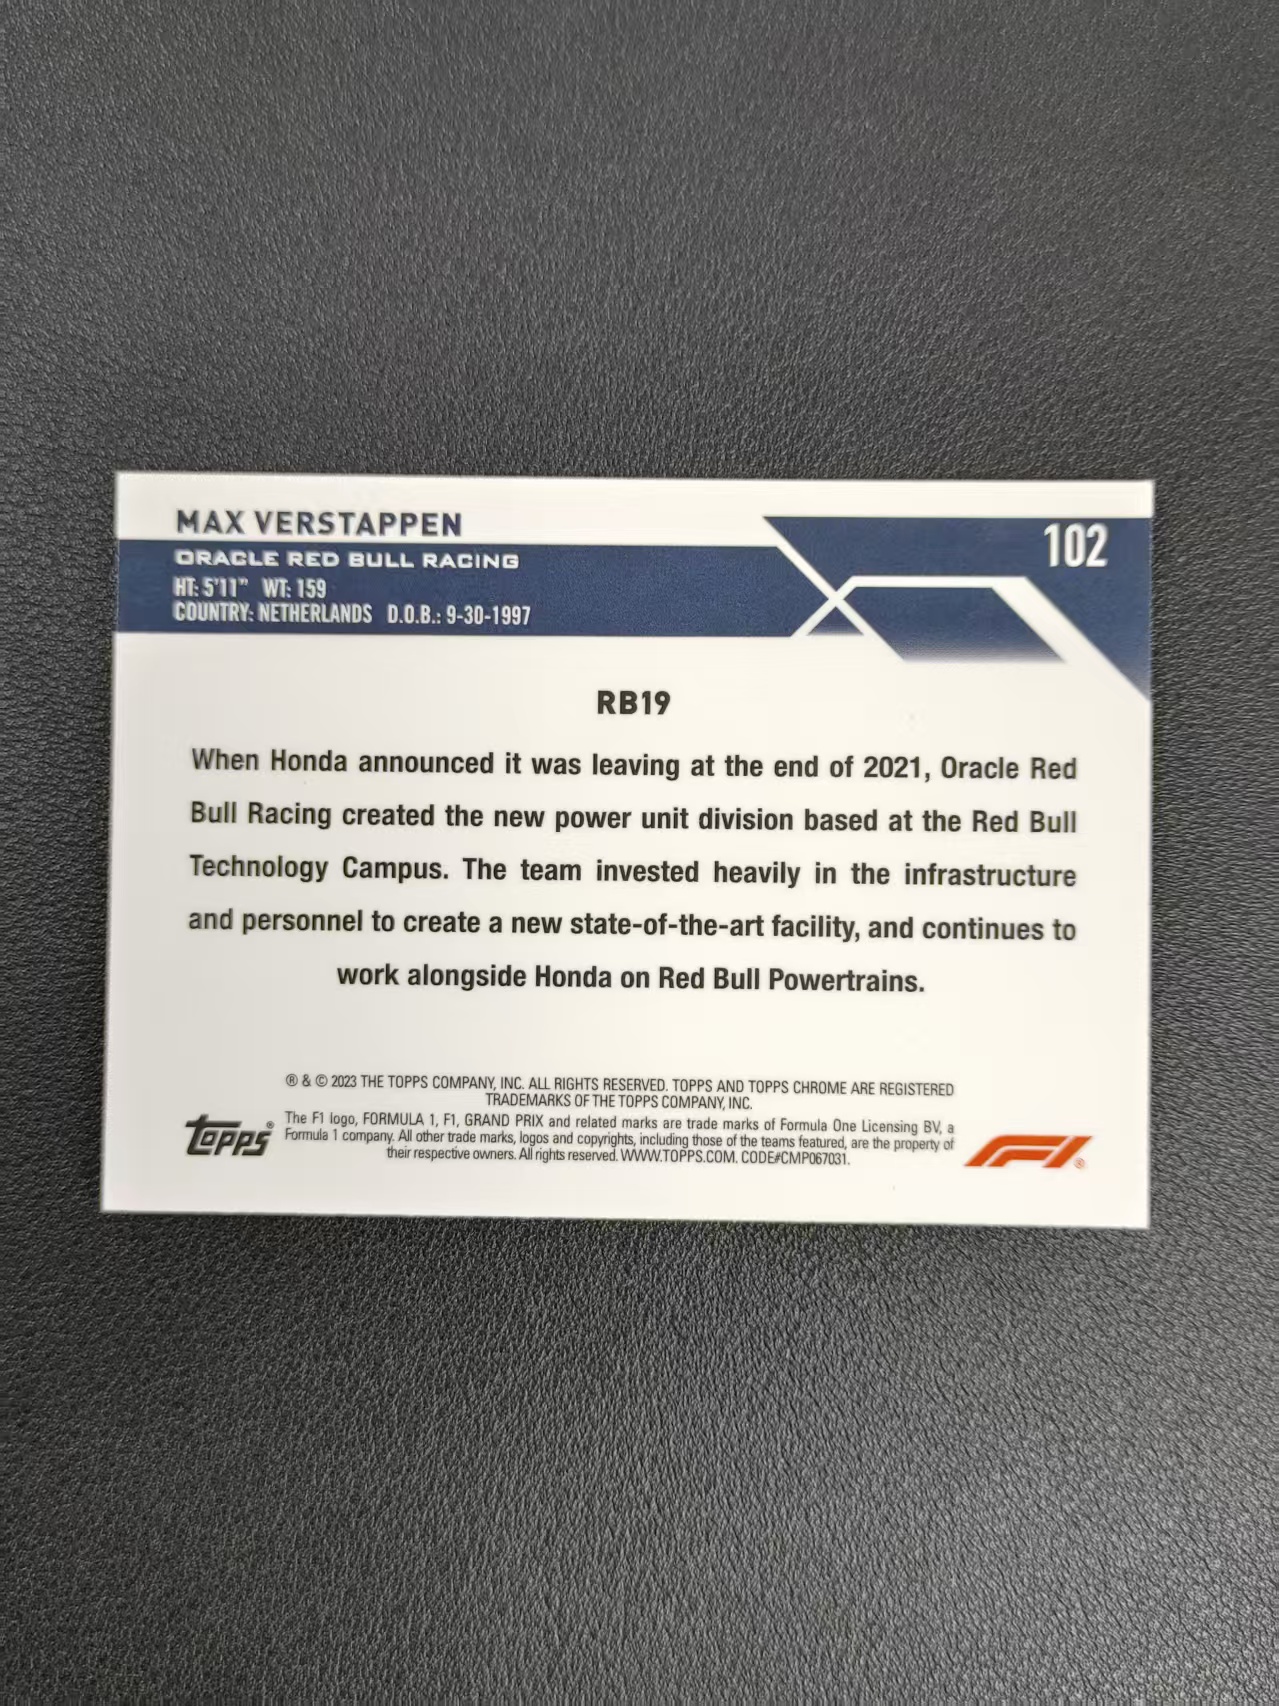 MAX VERSTAPPEN
102
ORACLE RED BULL RACING
HT: 5'11" WT: 159
COUNTRY: NETHERLANDS D.O.B.: 9-30-1997
RB19
When Honda announced it was leaving at the end of 2021, Oracle Red
Bull Racing created the new power unit division based at the Red Bull
Technology Campus. The team invested heavily in the infrastructure
and personnel to create a new state-of-the-art facility, and continues to
work alongside Honda on Red Bull Powertrains.
® & © 2023 THE TOPPS COMPANY, INC. ALL RIGHTS RESERVED. TOPPS AND TOPPS CHROME ARE REGISTERED
TRADEMARKS OF THE TOPPS COMPANY, INC.
The F1 logo, FORMULA 1, F1, GRAND PRIX and related marks are trade marks of Formula One Licensing BV, a
Formula 1 company. All other trade marks, logos and copyrights, including those of the teams featured, are the property of
their respective owners. All rights reserved. WWW.TOPPS.COM. CODE#CMP067031.
topps®
F1®